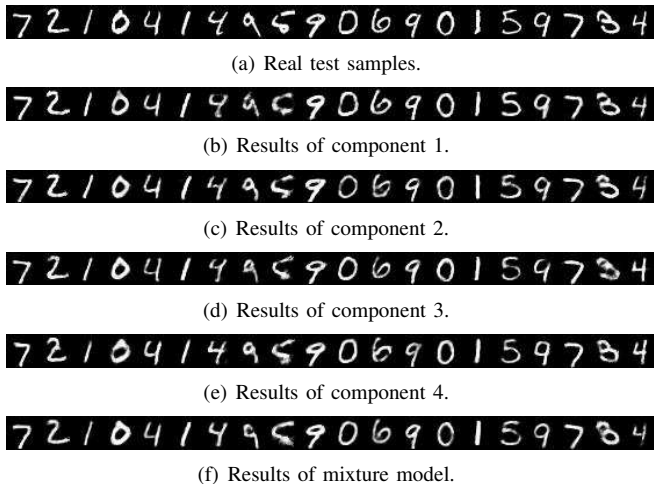 7 2 1 0 4 1 4 9 5 9 0 6 9 0 1 5 9 7 3 4
(a) Real test samples.
7 2 1 0 4 1 4 9 9 0 6 9 0 1 5 9 7 3 4
(b) Results of component 1.
7 2 1 0 4 1 4 9 5 9 0 6 9 0 1 5 9 7 3 4
(c) Results of component 2.
7 2 1 0 4 1 4 9 9 0 6 9 0 1 5 9 7 4
(d) Results of component 3.
7 2 1 0 4 1 4 9 5 9 0 6 9 0 1 5 9 7 3 4
(e) Results of component 4.
7 2 1 0 4 1 4 9 9 0 6 9 0 1 5 9 7 3 4
(f) Results of mixture model.